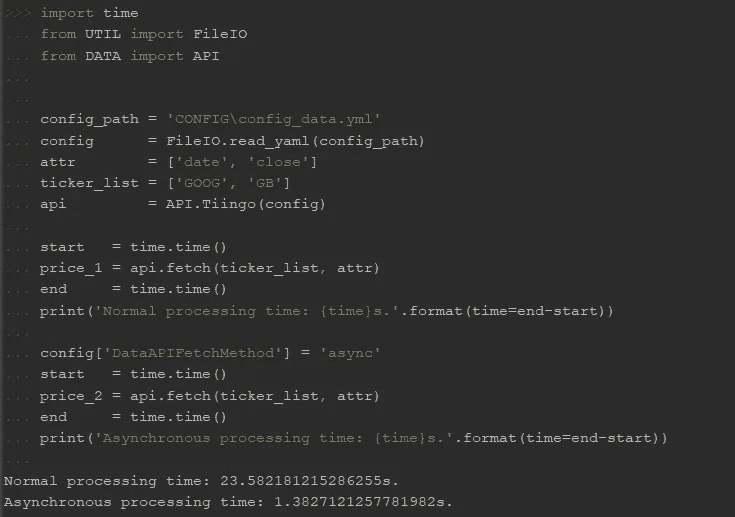 >>> import time
... from UTIL import FileIO
... from DATA import API
...
...
... config_path = 'CONFIG\config_data.yml'
... config      = FileIO.read_yaml(config_path)
... attr        = ['date', 'close']
... ticker_list = ['GOOG', 'GB']
... api         = API.Tiingo(config)
...
... start   = time.time()
... price_1 = api.fetch(ticker_list, attr)
... end     = time.time()
... print('Normal processing time: {time}s.'.format(time=end-start))
...
... config['DataAPIFetchMethod'] = 'async'
... start   = time.time()
... price_2 = api.fetch(ticker_list, attr)
... end     = time.time()
... print('Asynchronous processing time: {time}s.'.format(time=end-start))
...
Normal processing time: 23.582181215286255s.
Asynchronous processing time: 1.3827121257781982s.